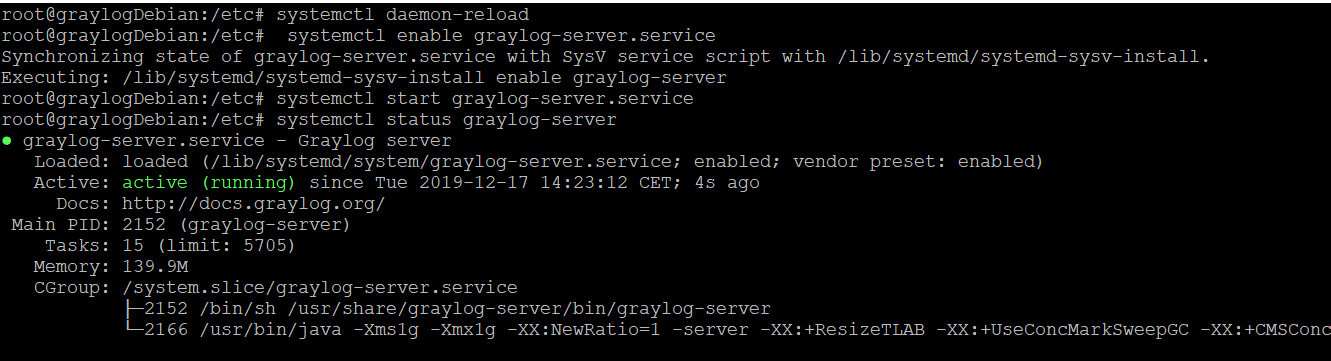 root@graylogDebian:/etc# systemctl daemon-reload
root@graylogDebian:/etc#  systemctl enable graylog-server.service
Synchronizing state of graylog-server.service with SysV service script with /lib/systemd/systemd-sysv-install.
Executing: /lib/systemd/systemd-sysv-install enable graylog-server
root@graylogDebian:/etc# systemctl start graylog-server.service
root@graylogDebian:/etc# systemctl status graylog-server
● graylog-server.service - Graylog server
   Loaded: loaded (/lib/systemd/system/graylog-server.service; enabled; vendor preset: enabled)
   Active: active (running) since Tue 2019-12-17 14:23:12 CET; 4s ago
     Docs: http://docs.graylog.org/
 Main PID: 2152 (graylog-server)
    Tasks: 15 (limit: 5705)
   Memory: 139.9M
   CGroup: /system.slice/graylog-server.service
           ├─2152 /bin/sh /usr/share/graylog-server/bin/graylog-server
           └─2166 /usr/bin/java -Xms1g -Xmx1g -XX:NewRatio=1 -server -XX:+ResizeTLAB -XX:+UseConcMarkSweepGC -XX:+CMSConc